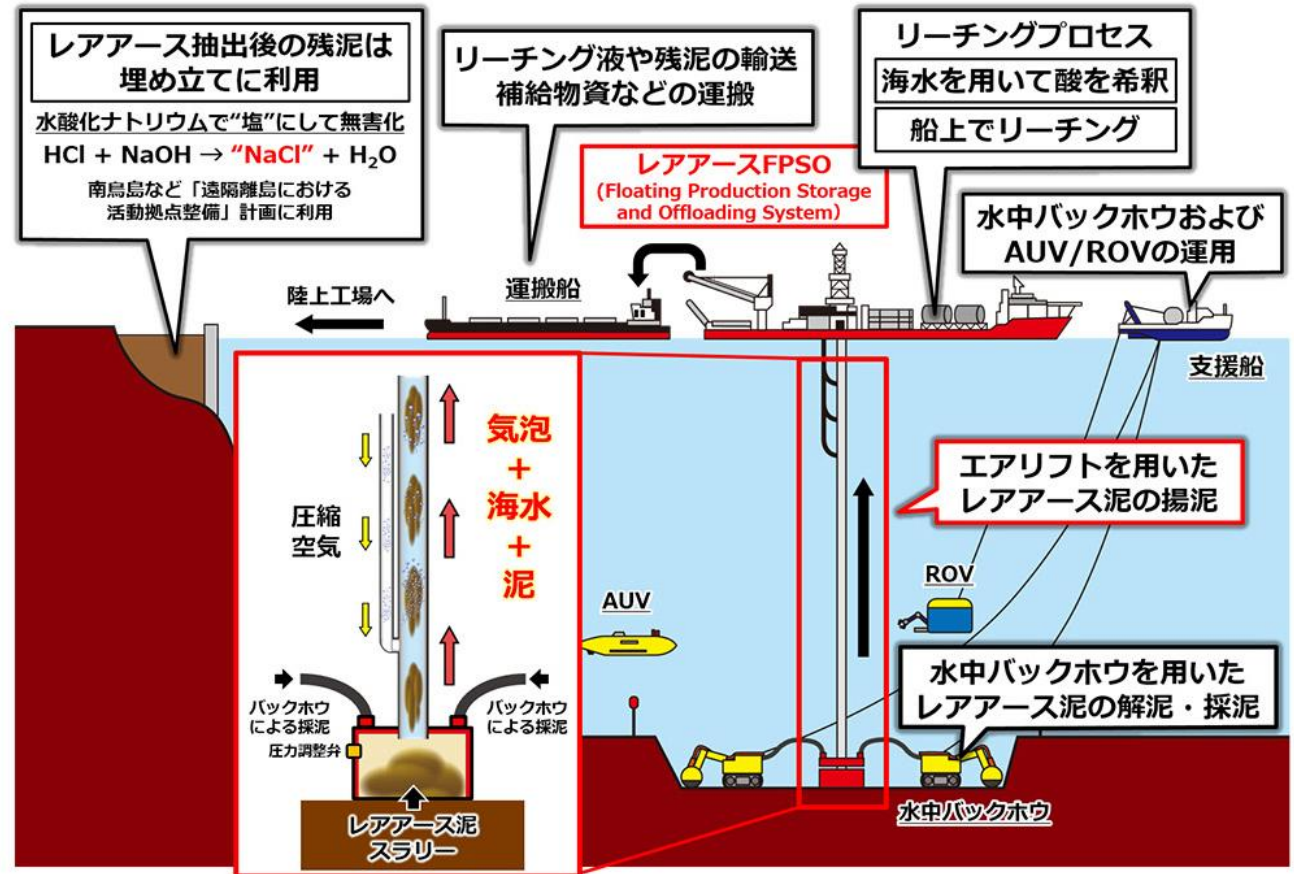 レアアース抽出後の残泥は
埋め立てに利用
水酸化ナトリウムで“塩”にして無害化
HCl + NaOH → “NaCl” + H₂O
南鳥島など「遠隔離島における
活動拠点整備」計画に利用
リーチング液や残泥の輸送
補給物資などの運搬
リーチングプロセス
海水を用いて酸を希釈
船上でリーチング
レアアースFPSO
(Floating Production Storage
and Offloading System)
水中バックホウおよび
AUV/ROVの運用
陸上工場へ
運搬船
支援船
気泡
+
海水
+
泥
圧縮
空気
エアリフトを用いた
レアアース泥の揚泥
AUV
ROV
バックホウ
による採泥
バックホウ
による採泥
圧力調整弁
水中バックホウを用いた
レアアース泥の解泥・採泥
レアアース泥
スラリー
水中バックホウ